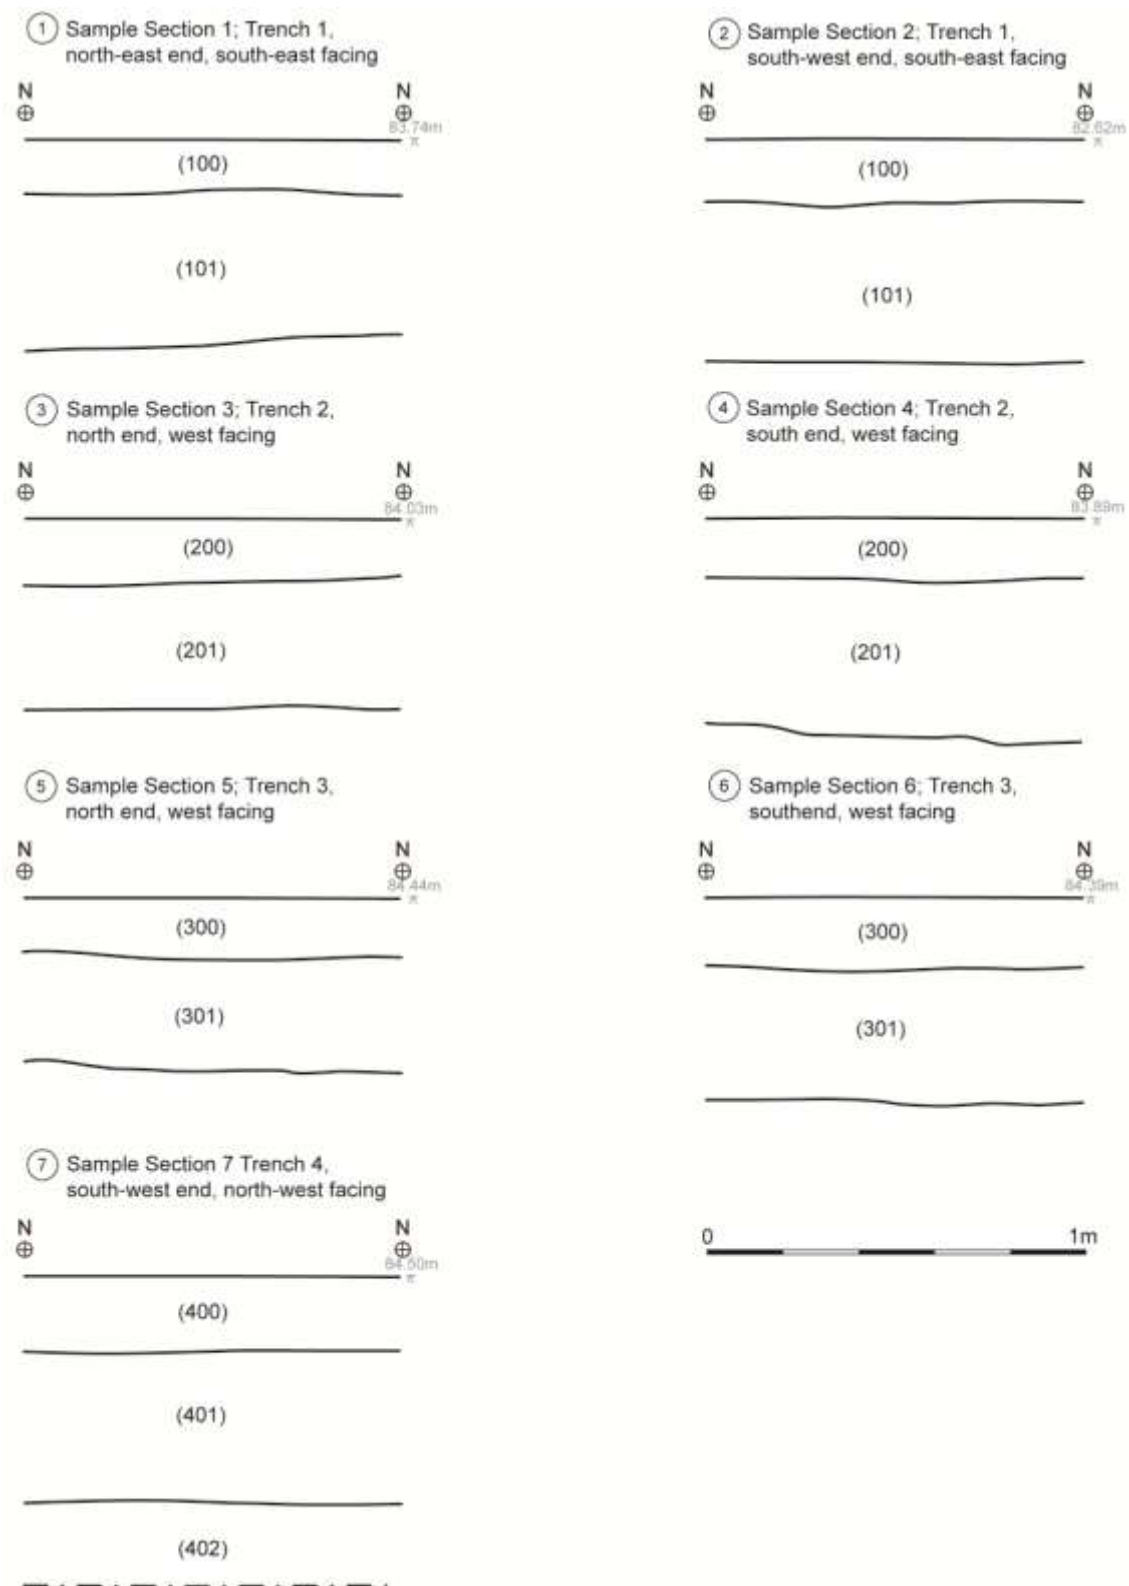 1 Sample Section 1; Trench 1,
north-east end, south-east facing
N N
83.74m
(100)
(101)
2 Sample Section 2; Trench 1,
south-west end, south-east facing
N N
82.62m
(100)
(101)
3 Sample Section 3; Trench 2,
north end, west facing
N N
84.03m
(200)
(201)
4 Sample Section 4; Trench 2,
south end, west facing
N N
83.89m
(200)
(201)
5 Sample Section 5; Trench 3,
north end, west facing
N N
84.44m
(300)
(301)
6 Sample Section 6; Trench 3,
southend, west facing
N N
84.39m
(300)
(301)
7 Sample Section 7 Trench 4,
south-west end, north-west facing
N N
84.50m
(400)
(401)
(402)
0 1m